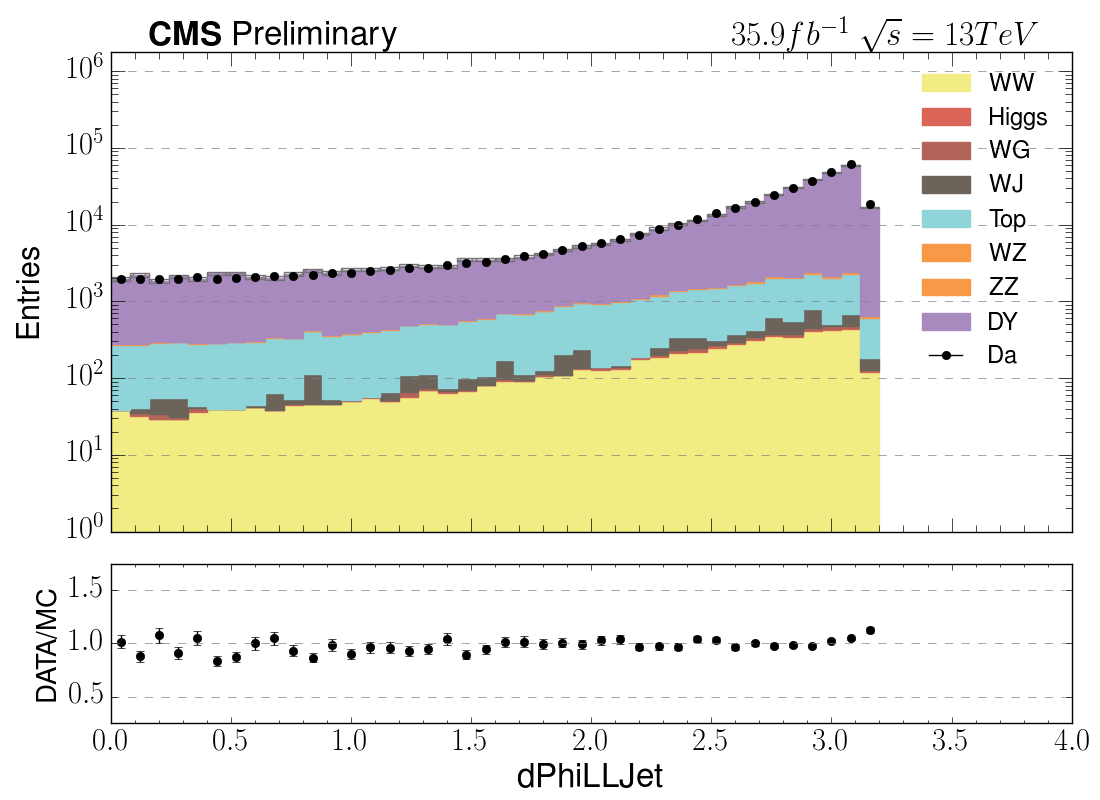 CMS Preliminary 35.9fb⁻¹ √s = 13TeV
10⁶
10⁵
10⁴
10³
10²
10¹
10⁰
Entries
WW
Higgs
WG
WJ
Top
WZ
ZZ
DY
Da
1.5
1.0
0.5
DATA/MC
0.0 0.5 1.0 1.5 2.0 2.5 3.0 3.5 4.0
dPhiLLJet